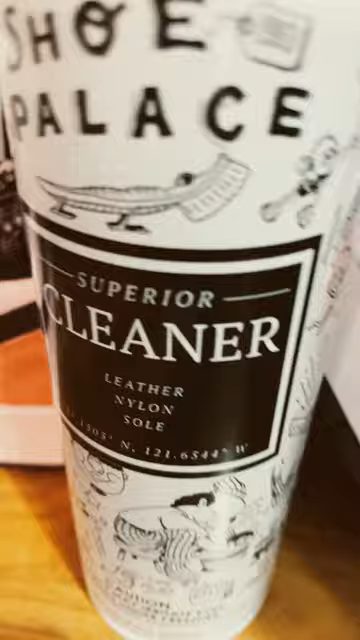 SHOE
PALACE
SUPERIOR
CLEANER
LEATHER
NYLON
SOLE
N, 121.6544° W